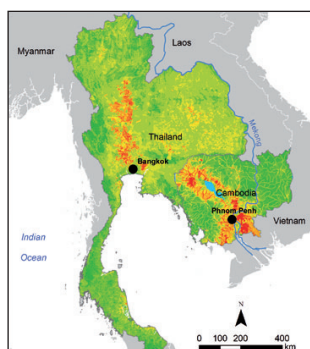 Myanmar
Laos
Thailand
Mekong
Bangkok
Cambodia
Phnom Penh
Vietnam
Indian
Ocean
N
0 100 200 400
km